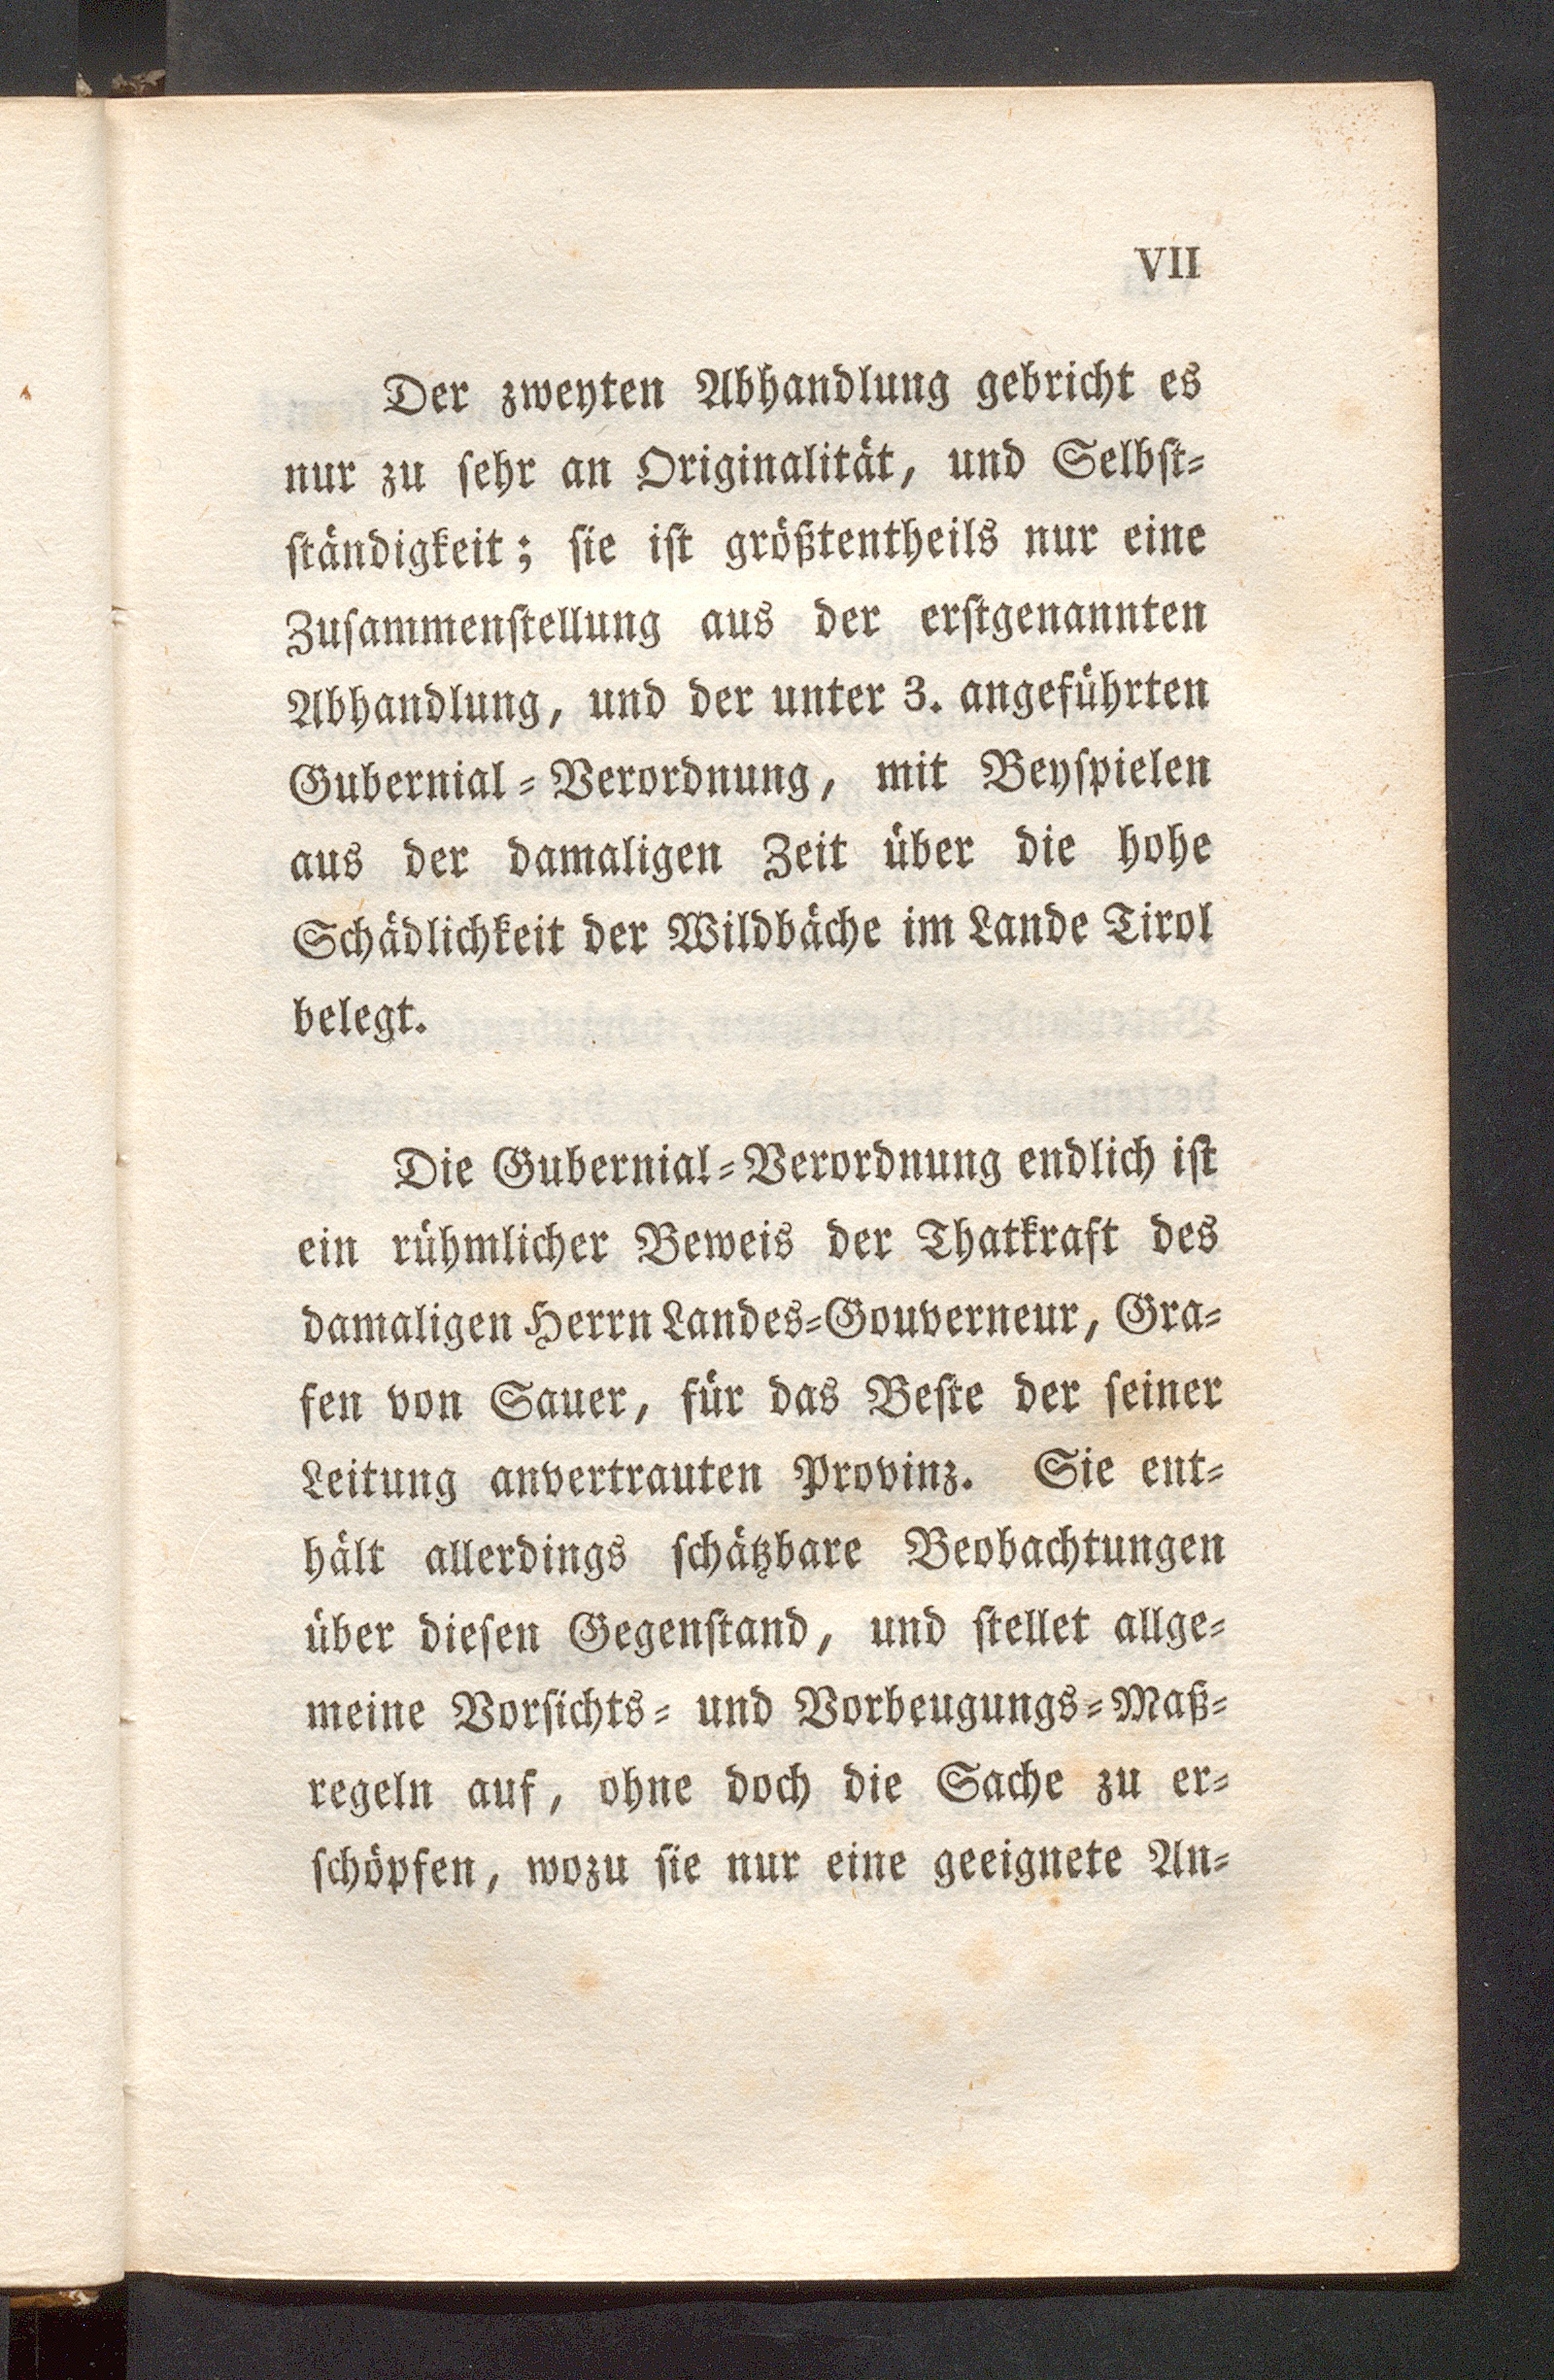 VII
Der zweyten Abhandlung gebricht es
nur zu ſehr an Originalität, und Selbſt-
ſtändigkeit; ſie iſt größtentheils nur eine
Zuſammenſtellung aus der erſtgenannten
Abhandlung, und der unter 3. angeführten
Gubernial-Verordnung, mit Beyſpielen
aus der damaligen Zeit über die hohe
Schädlichkeit der Wildbäche im Lande Tirol
belegt.
Die Gubernial-Verordnung endlich iſt
ein rühmlicher Beweis der Thatkraft des
damaligen Herrn Landes-Gouverneur, Gra-
fen von Sauer, für das Beſte der ſeiner
Leitung anvertrauten Provinz. Sie ent-
hält allerdings ſchätzbare Beobachtungen
über dieſen Gegenſtand, und ſtellet allge-
meine Vorſichts- und Vorbeugungs-Maß-
regeln auf, ohne doch die Sache zu er-
ſchöpfen, wozu ſie nur eine geeignete An-